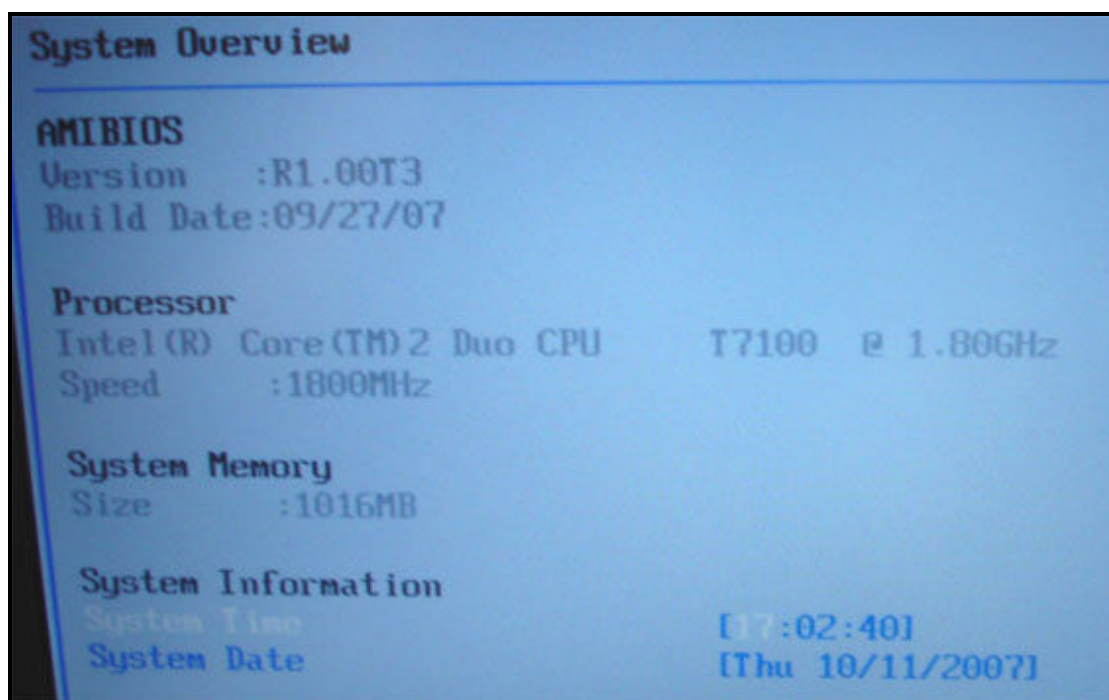 System Overview
AMIBIOS
Version :R1.00T3
Build Date:09/27/07
Processor
Intel(R) Core(TM)2 Duo CPU T7100 @ 1.80GHz
Speed :1800MHz
System Memory
Size :1016MB
System Information
System Time [17:02:40]
System Date [Thu 10/11/2007]